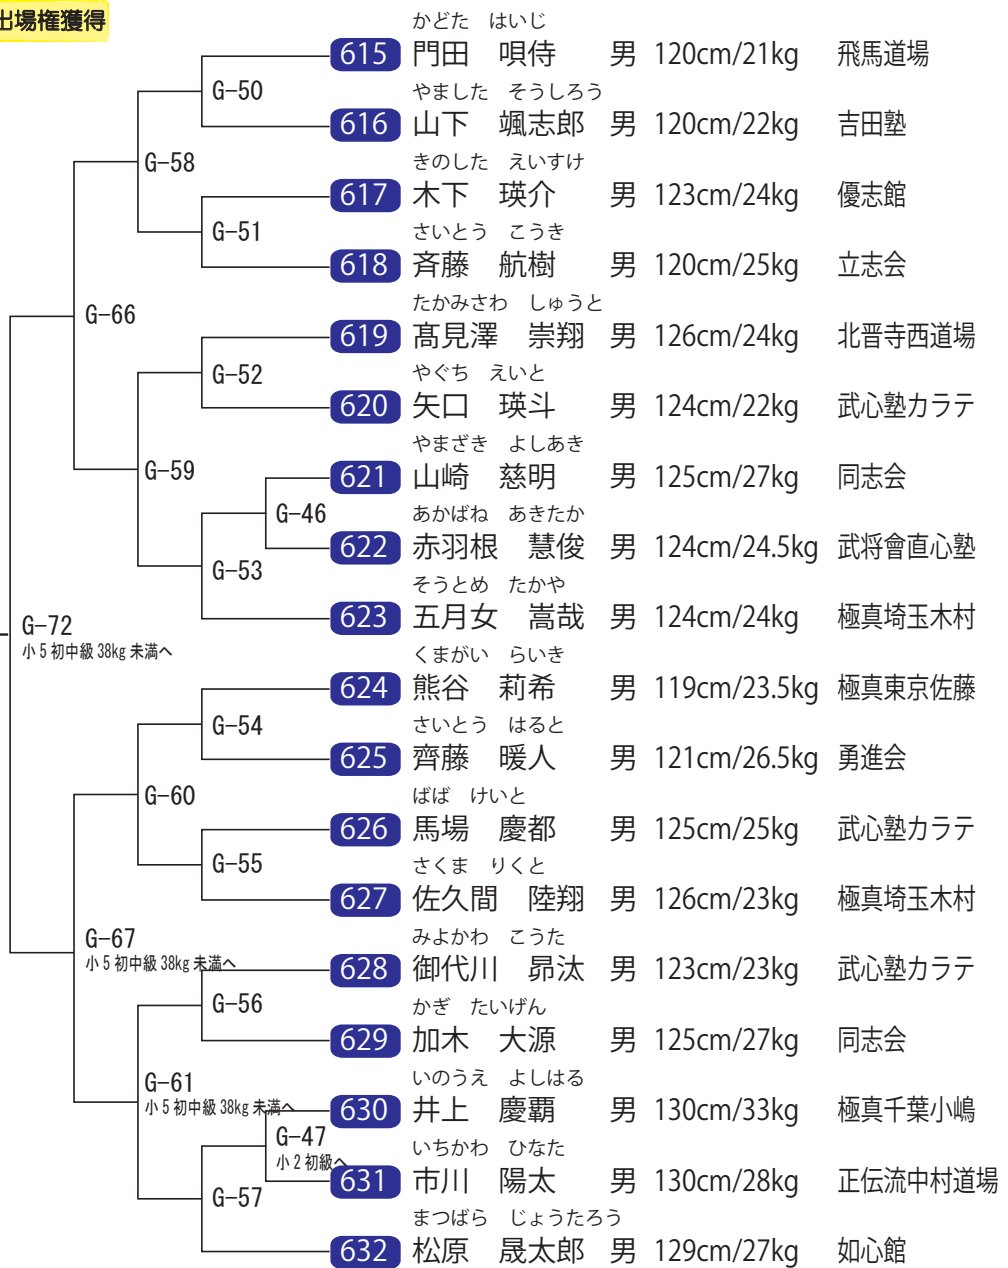 出場権獲得
かどた はいじ
615 門田 唄侍 男 120cm/21kg 飛馬道場
G-50
やました そうしろう
616 山下 颯志郎 男 120cm/22kg 吉田塾
G-58
きのした えいすけ
617 木下 瑛介 男 123cm/24kg 優志館
G-51
さいとう こうき
618 斉藤 航樹 男 120cm/25kg 立志会
G-66
たかみさわ しゅうと
619 髙見澤 崇翔 男 126cm/24kg 北晋寺西道場
G-52
やぐち えいと
620 矢口 瑛斗 男 124cm/22kg 武心塾カラテ
G-59
やまざき よしあき
621 山崎 慈明 男 125cm/27kg 同志会
G-46
あかばね あきたか
622 赤羽根 慧俊 男 124cm/24.5kg 武将會直心塾
G-53
そうとめ たかや
623 五月女 嵩哉 男 124cm/24kg 極真埼玉木村
G-72
小5初中級38kg未満へ
くまがい らいき
624 熊谷 莉希 男 119cm/23.5kg 極真東京佐藤
G-54
さいとう はると
625 齊藤 暖人 男 121cm/26.5kg 勇進会
G-60
ばば けいと
626 馬場 慶都 男 125cm/25kg 武心塾カラテ
G-55
さくま りくと
627 佐久間 陸翔 男 126cm/23kg 極真埼玉木村
G-67
小5初中級38kg未満へ
みよかわ こうた
628 御代川 昴汰 男 123cm/23kg 武心塾カラテ
G-56
かぎ たいげん
629 加木 大源 男 125cm/27kg 同志会
G-61
小5初中級38kg未満へ
いのうえ よしはる
630 井上 慶覇 男 130cm/33kg 極真千葉小嶋
G-47
小2初級へ
いちかわ ひなた
631 市川 陽太 男 130cm/28kg 正伝流中村道場
G-57
まつばら じょうたろう
632 松原 晟太郎 男 129cm/27kg 如心館